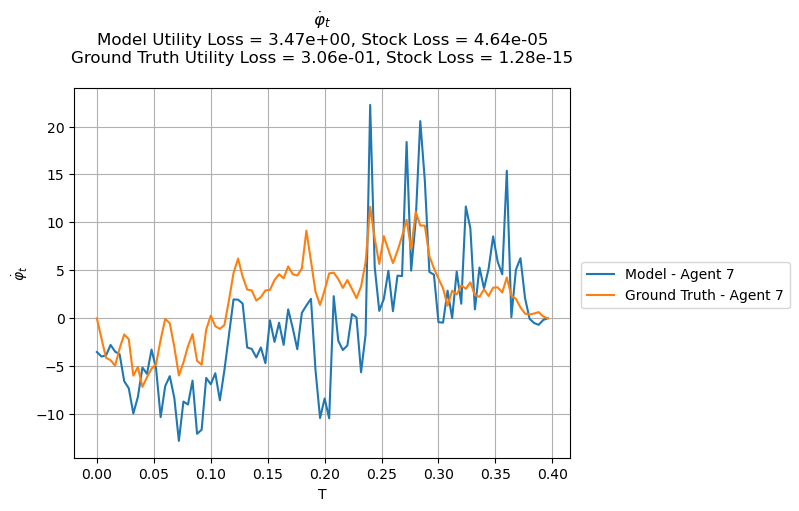 φ̇ₜ
Model Utility Loss = 3.47e+00, Stock Loss = 4.64e-05
Ground Truth Utility Loss = 3.06e-01, Stock Loss = 1.28e-15
20
15
10
5
0
−5
−10
φ̇ₜ
0.00 0.05 0.10 0.15 0.20 0.25 0.30 0.35 0.40
T
Model - Agent 7
Ground Truth - Agent 7